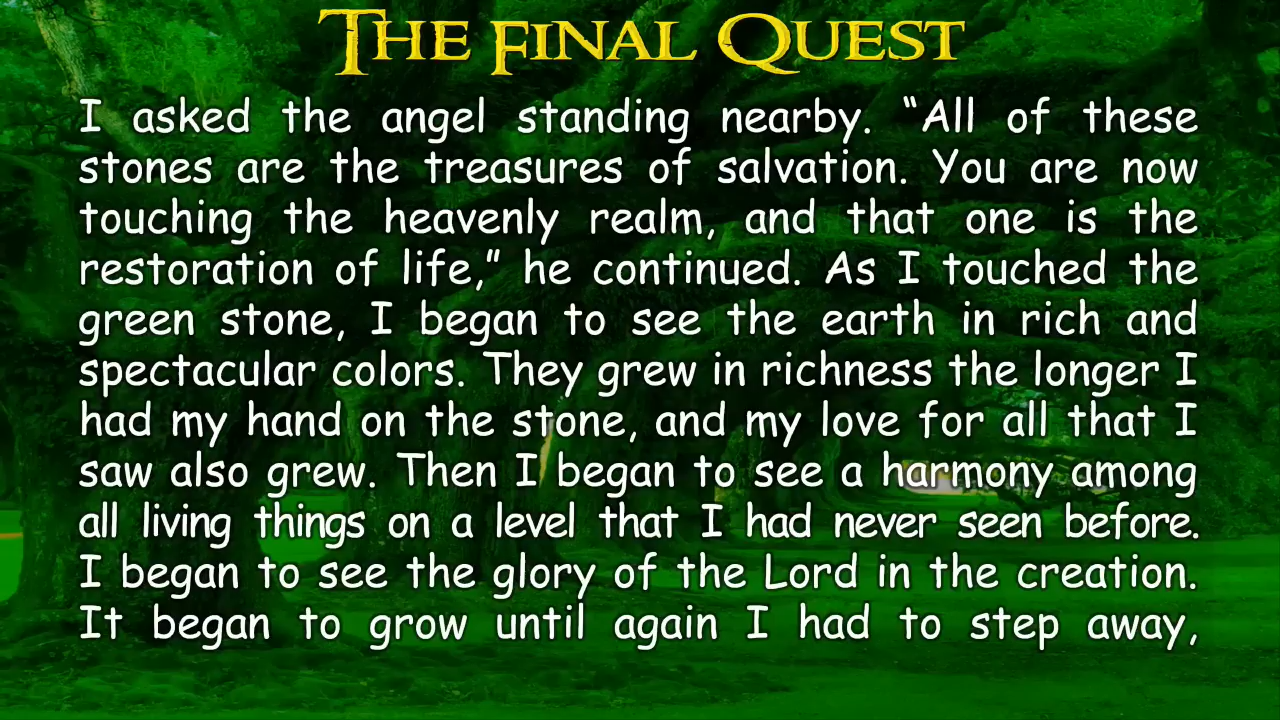 THE FINAL QUEST
I asked the angel standing nearby. “All of these
stones are the treasures of salvation. You are now
touching the heavenly realm, and that one is the
restoration of life,” he continued. As I touched the
green stone, I began to see the earth in rich and
spectacular colors. They grew in richness the longer I
had my hand on the stone, and my love for all that I
saw also grew. Then I began to see a harmony among
all living things on a level that I had never seen before.
I began to see the glory of the Lord in the creation.
It began to grow until again I had to step away,